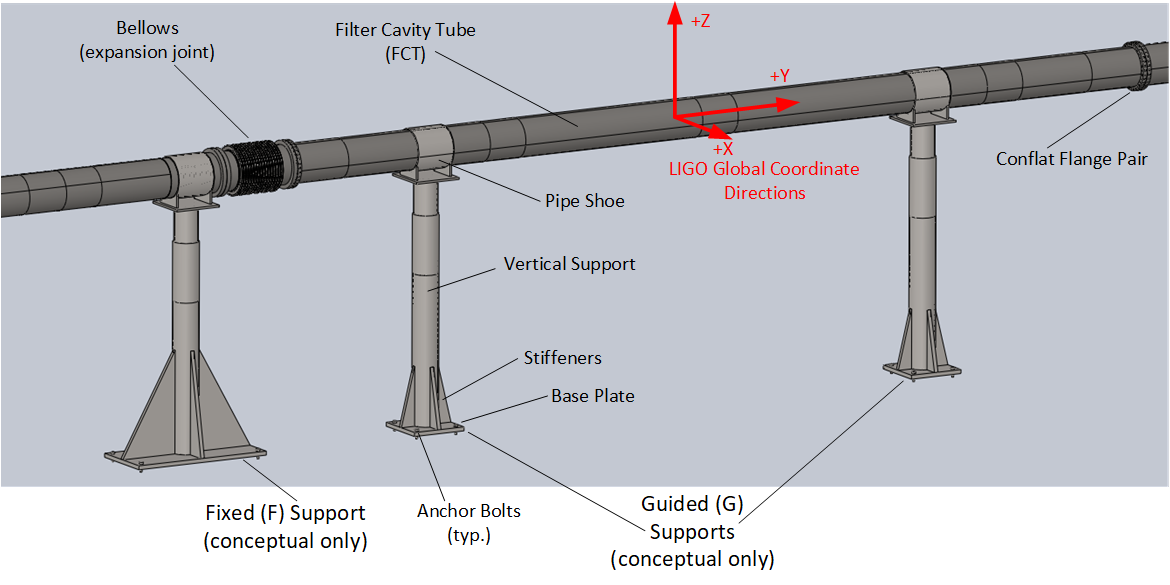 Bellows
(expansion joint)
Filter Cavity Tube
(FCT)
+Z
+Y
+X
LIGO Global Coordinate
Directions
Conflat Flange Pair
Pipe Shoe
Vertical Support
Stiffeners
Base Plate
Fixed (F) Support
(conceptual only)
Anchor Bolts
(typ.)
Guided (G)
Supports
(conceptual only)